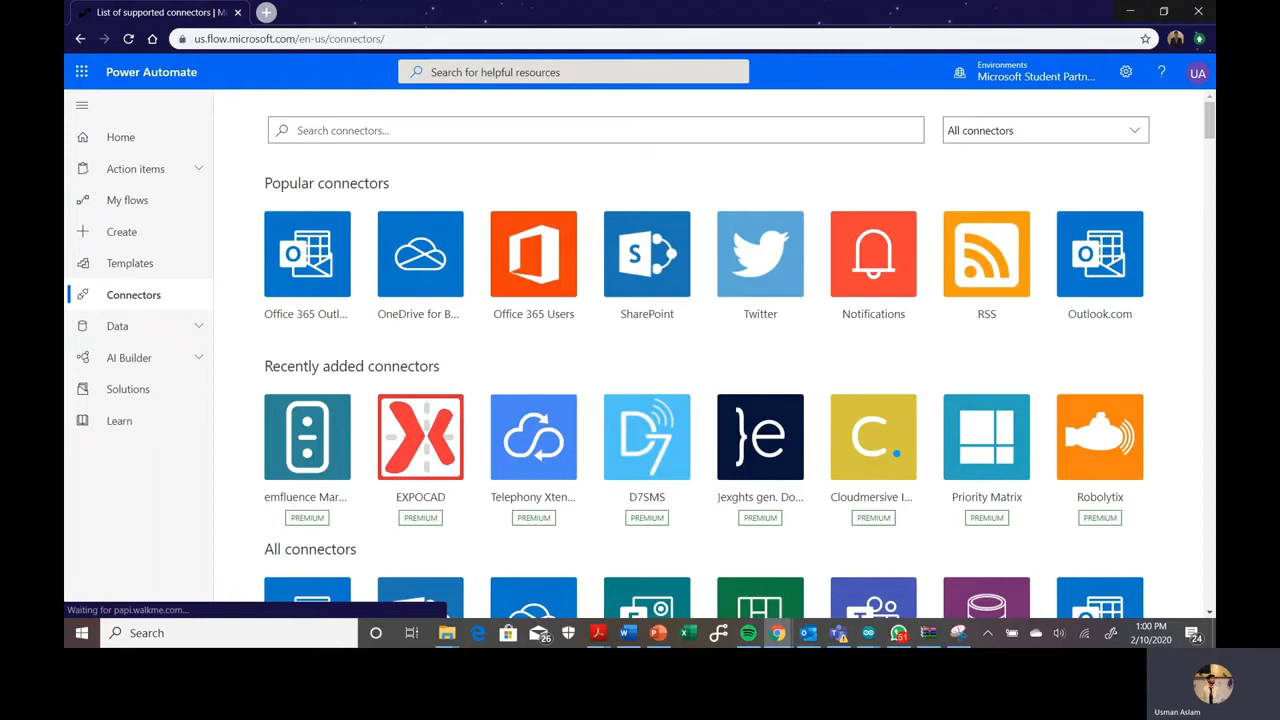 List of supported connectors | M
us.flow.microsoft.com/en-us/connectors/
Power Automate
Search for helpful resources
Environments
Microsoft Student Partn...
UA
Search connectors...
All connectors
Home
Action items
My flows
Create
Templates
Connectors
Data
AI Builder
Solutions
Learn
Popular connectors
Office 365 Outl...
OneDrive for B...
Office 365 Users
SharePoint
Twitter
Notifications
RSS
Outlook.com
Recently added connectors
emfluence Mar...
EXPOCAD
Telephony Xten...
D7SMS
Jexghts gen. Do...
Cloudmersive I...
Priority Matrix
Robolytix
PREMIUM
PREMIUM
PREMIUM
PREMIUM
PREMIUM
PREMIUM
PREMIUM
PREMIUM
All connectors
Waiting for papi.walkme.com...
Search
26
51
1:00 PM
2/10/2020
24
Usman Aslam